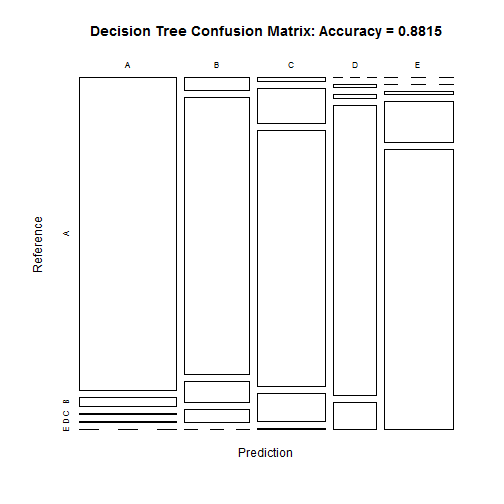 Decision Tree Confusion Matrix: Accuracy = 0.8815
A B C D E
Reference
A
B
C
D
E
Prediction